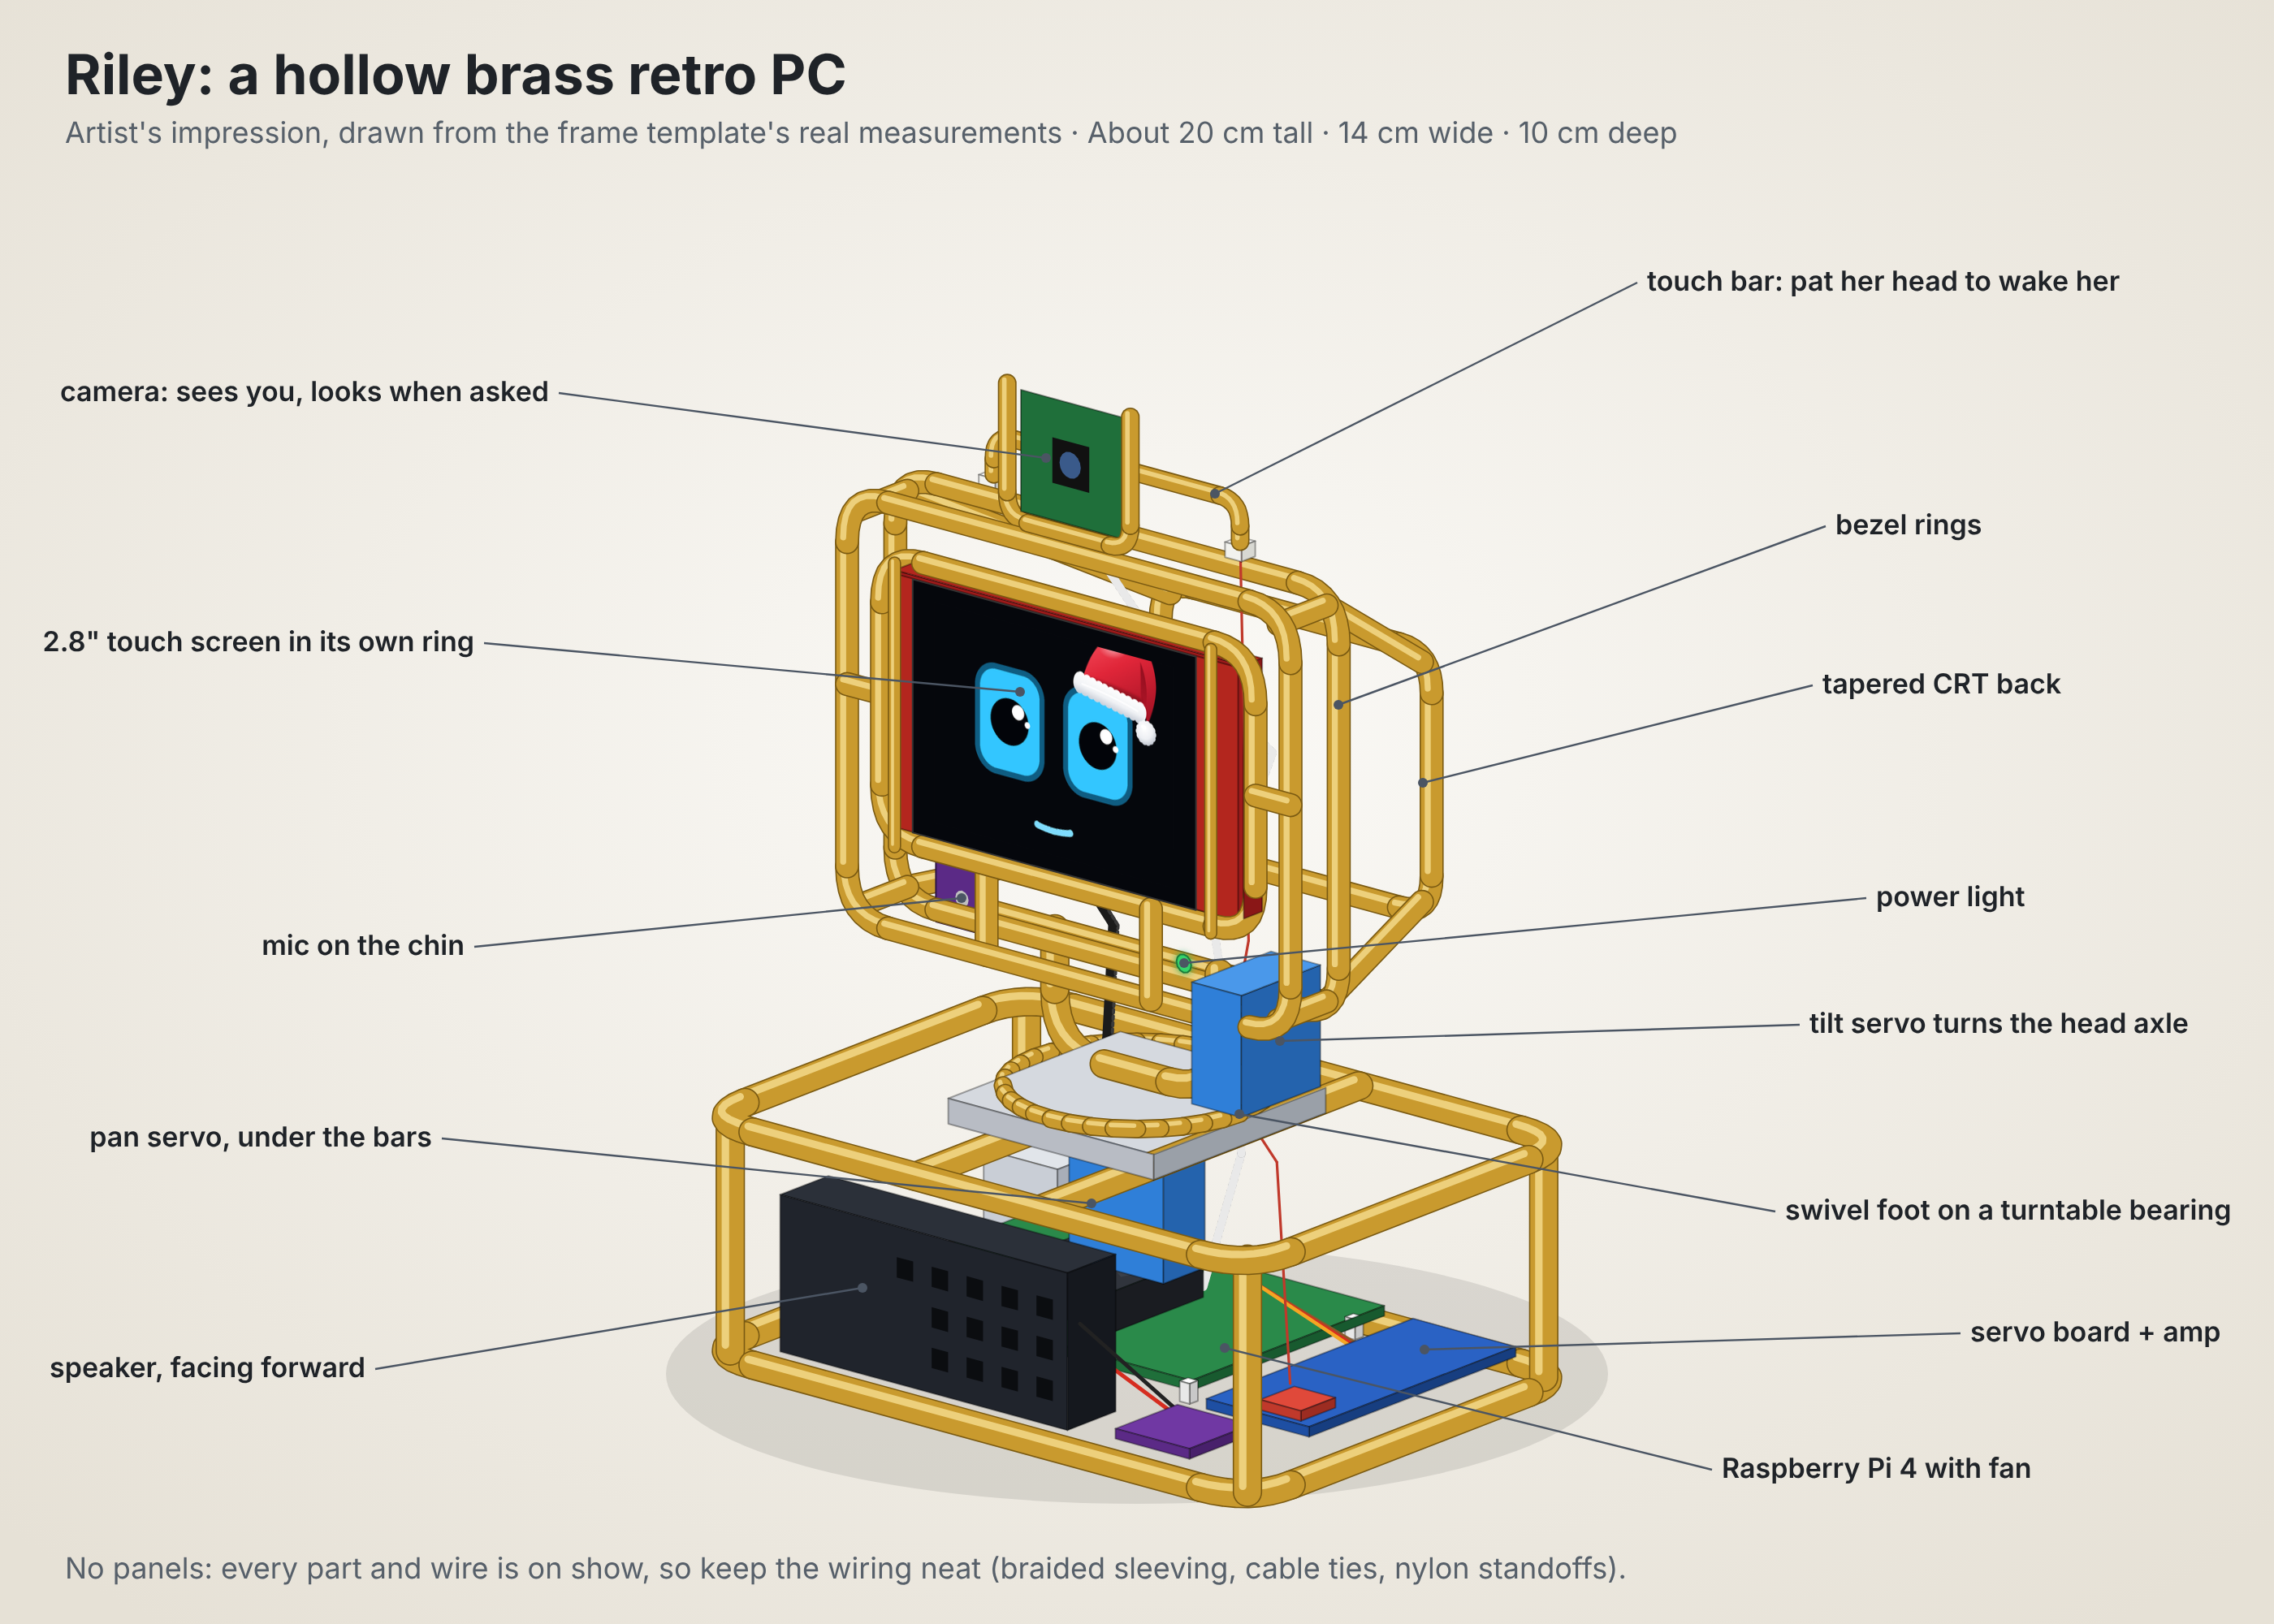 Riley: a hollow brass retro PC
Artist's impression, drawn from the frame template's real measurements · About 20 cm tall · 14 cm wide · 10 cm deep
touch bar: pat her head to wake her
camera: sees you, looks when asked
bezel rings
2.8" touch screen in its own ring
tapered CRT back
power light
mic on the chin
tilt servo turns the head axle
pan servo, under the bars
swivel foot on a turntable bearing
servo board + amp
speaker, facing forward
Raspberry Pi 4 with fan
No panels: every part and wire is on show, so keep the wiring neat (braided sleeving, cable ties, nylon standoffs).